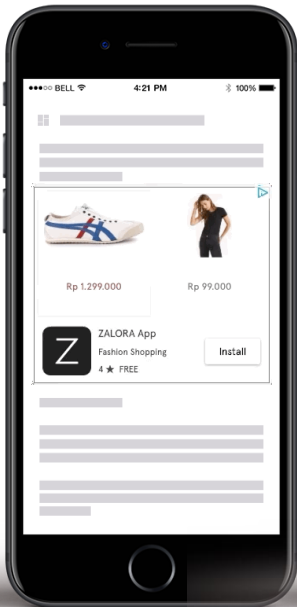 BELL 4:21 PM 100%
Rp 1.299.000 Rp 99.000
Z
ZALORA App
Fashion Shopping
4 ★ FREE
Install